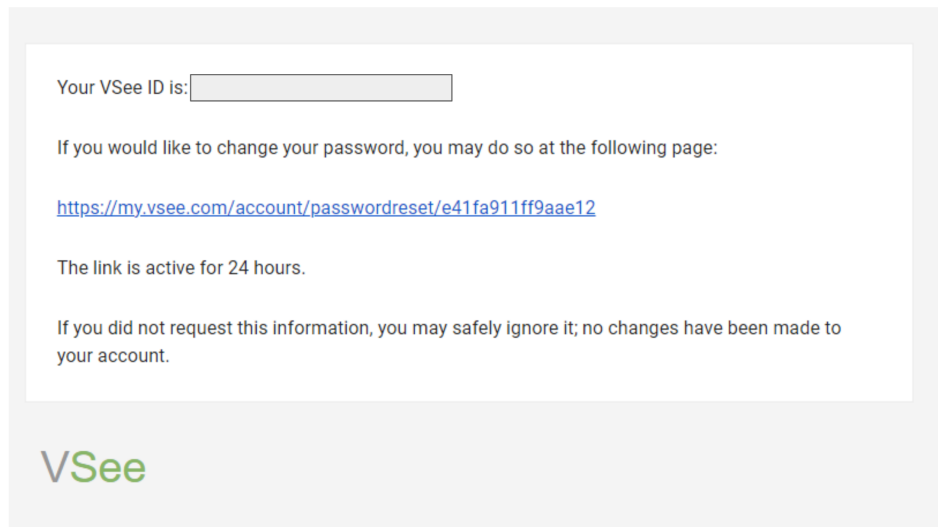 Your VSee ID is:
If you would like to change your password, you may do so at the following page:
https://my.vsee.com/account/passwordreset/e41fa911ff9aae12
The link is active for 24 hours.
If you did not request this information, you may safely ignore it; no changes have been made to
your account.
VSee